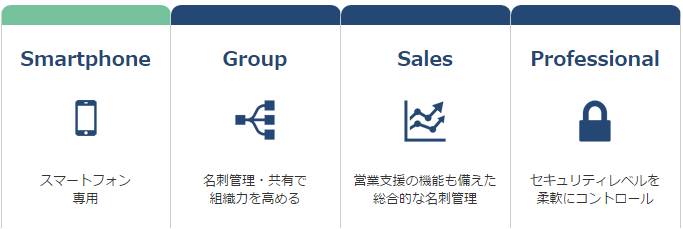 Smartphone
Group
Sales
Professional
スマートフォン
専用
名刺管理・共有で
組織力を高める
営業支援の機能も備えた
総合的な名刺管理
セキュリティレベルを
柔軟にコントロール